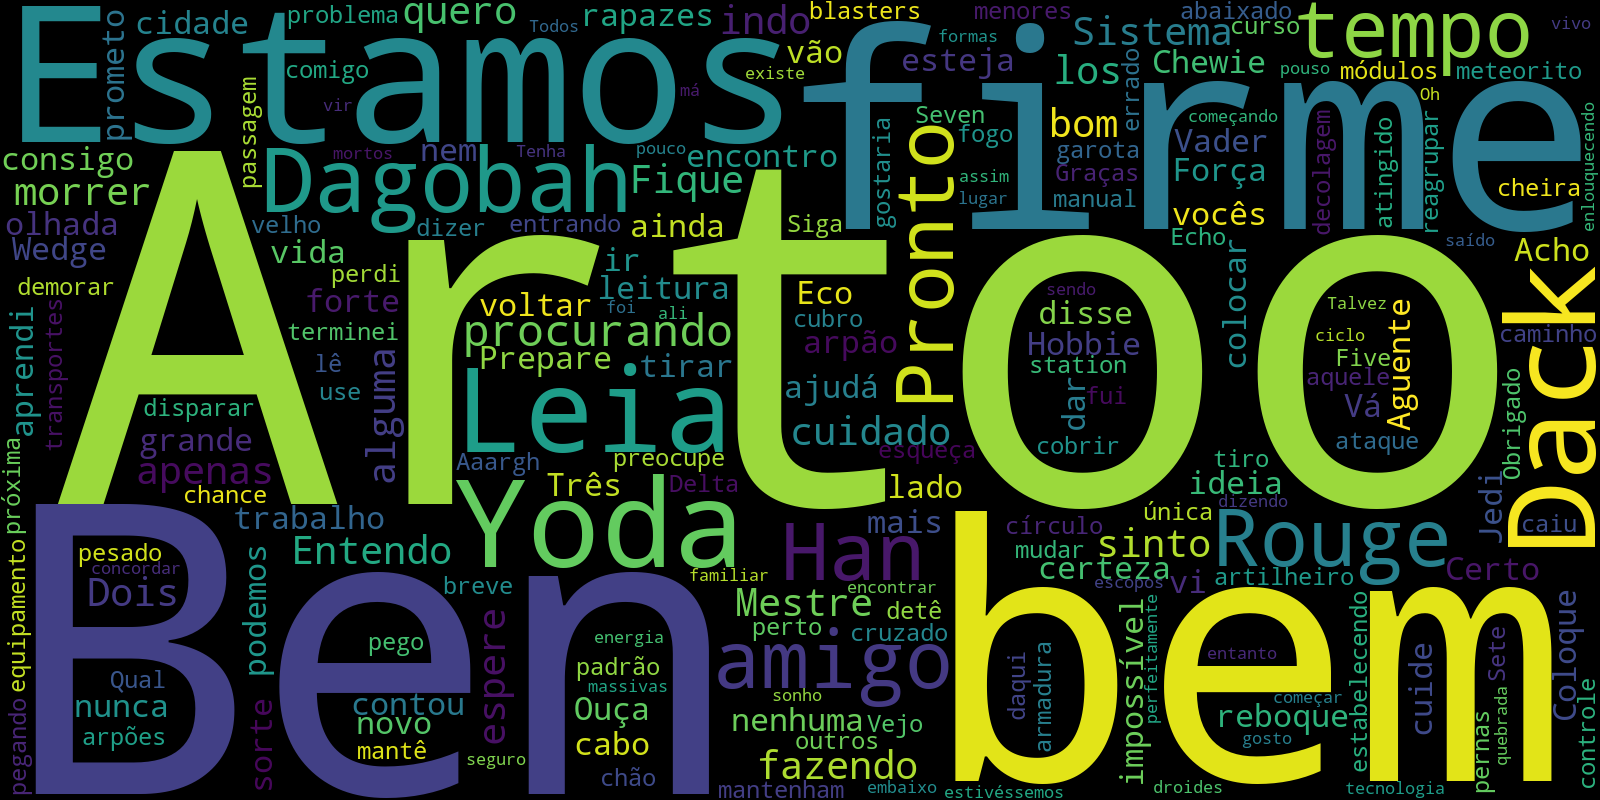 Estamos
firme
Artoo
Ben
bem
Yoda
Leia
Dagobah
Dack
Rouge
Han
Pronto
tempo
amigo
cidade
problema
quero
Todos
rapazes
indo
blasters
menores
abaixado
Sistema
curso
vivo
prometo
comigo
vir
passagem
existe
má
vão
formas
esteja
los
errado
Chewie
pouso
módulos
meteorito
Oh
consigo
morrer
olhada
Wedge
demorar
velho
vida
mortos
nem
Tenha
dizer
entrando
pouco
encontro
Fique
ainda
Siga
gostaria
Seven
fogo
assim
lugar
bom
garota
Graças
manual
vocês
Echo
Vader
Força
começando
decolagem
atingido
reagrupar
cheira
enlouquecendo
saído
Acho
caminho
perdi
forte
terminei
lê
use
voltar
procurando
Prepare
ir
leitura
foi
ali
tirar
Eco
cubro
arpão
ajudá
cuidado
sendo
disse
Hobbie
station
dar
fui
cobrir
esqueça
colocar
Talvez
ciclo
Five
aquele
Vá
ataque
Aguente
Obrigado
aprendi
transportes
disparar
grande
apenas
chance
trabalho
alguma
Aaargh
Três
preocupe
Delta
lado
mais
círculo
mudar
sinto
certeza
escopos
única
tiro
ideia
dizendo
vi
artilheiro
Certo
Jedi
caiu
próxima
equipamento
pegando
pesado
concordar
Dois
Qual
nunca
arpões
Entendo
breve
podemos
sorte
pego
contou
novo
mantê
espere
seguro
energia
padrão
massivas
Ouça
cabo
chão
familiar
Mestre
perto
encontrar
detê
cruzado
sonho
nenhuma
Vejo
outros
fazendo
mantenham
embaixo
estivéssemos
daqui
armadura
impossível
perfeitamente
droides
entanto
começar
reboque
gosto
estabelecendo
tecnologia
cuide
Sete
quebrada
pernas
Coloque
controle